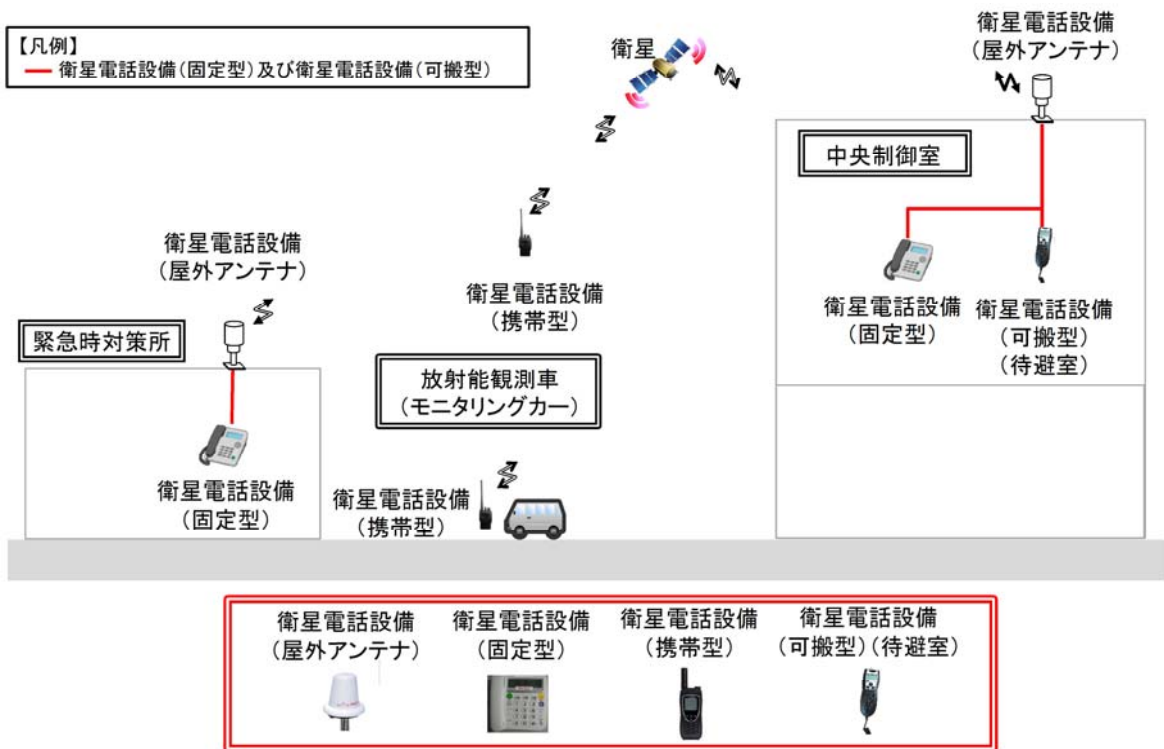 【凡例】
衛星電話設備(固定型)及び衛星電話設備(可搬型)
衛星
衛星電話設備
(屋外アンテナ)
中央制御室
衛星電話設備
(固定型)
衛星電話設備
(可搬型)
(待避室)
衛星電話設備
(携帯型)
衛星電話設備
(屋外アンテナ)
緊急時対策所
衛星電話設備
(固定型)
放射能観測車
(モニタリングカー)
衛星電話設備
(携帯型)
衛星電話設備
(屋外アンテナ)
衛星電話設備
(固定型)
衛星電話設備
(携帯型)
衛星電話設備
(可搬型)(待避室)